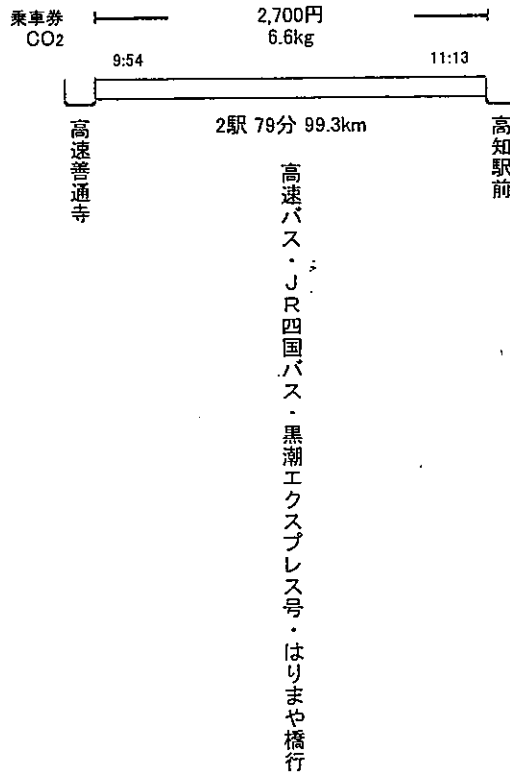 乗車券 2,700円
CO2 6.6kg
9:54 11:13
2駅 79分 99.3km
高速善通寺
高知駅前
高速バス・JR四国バス・黒潮エクスプレス号・はりまや橋行